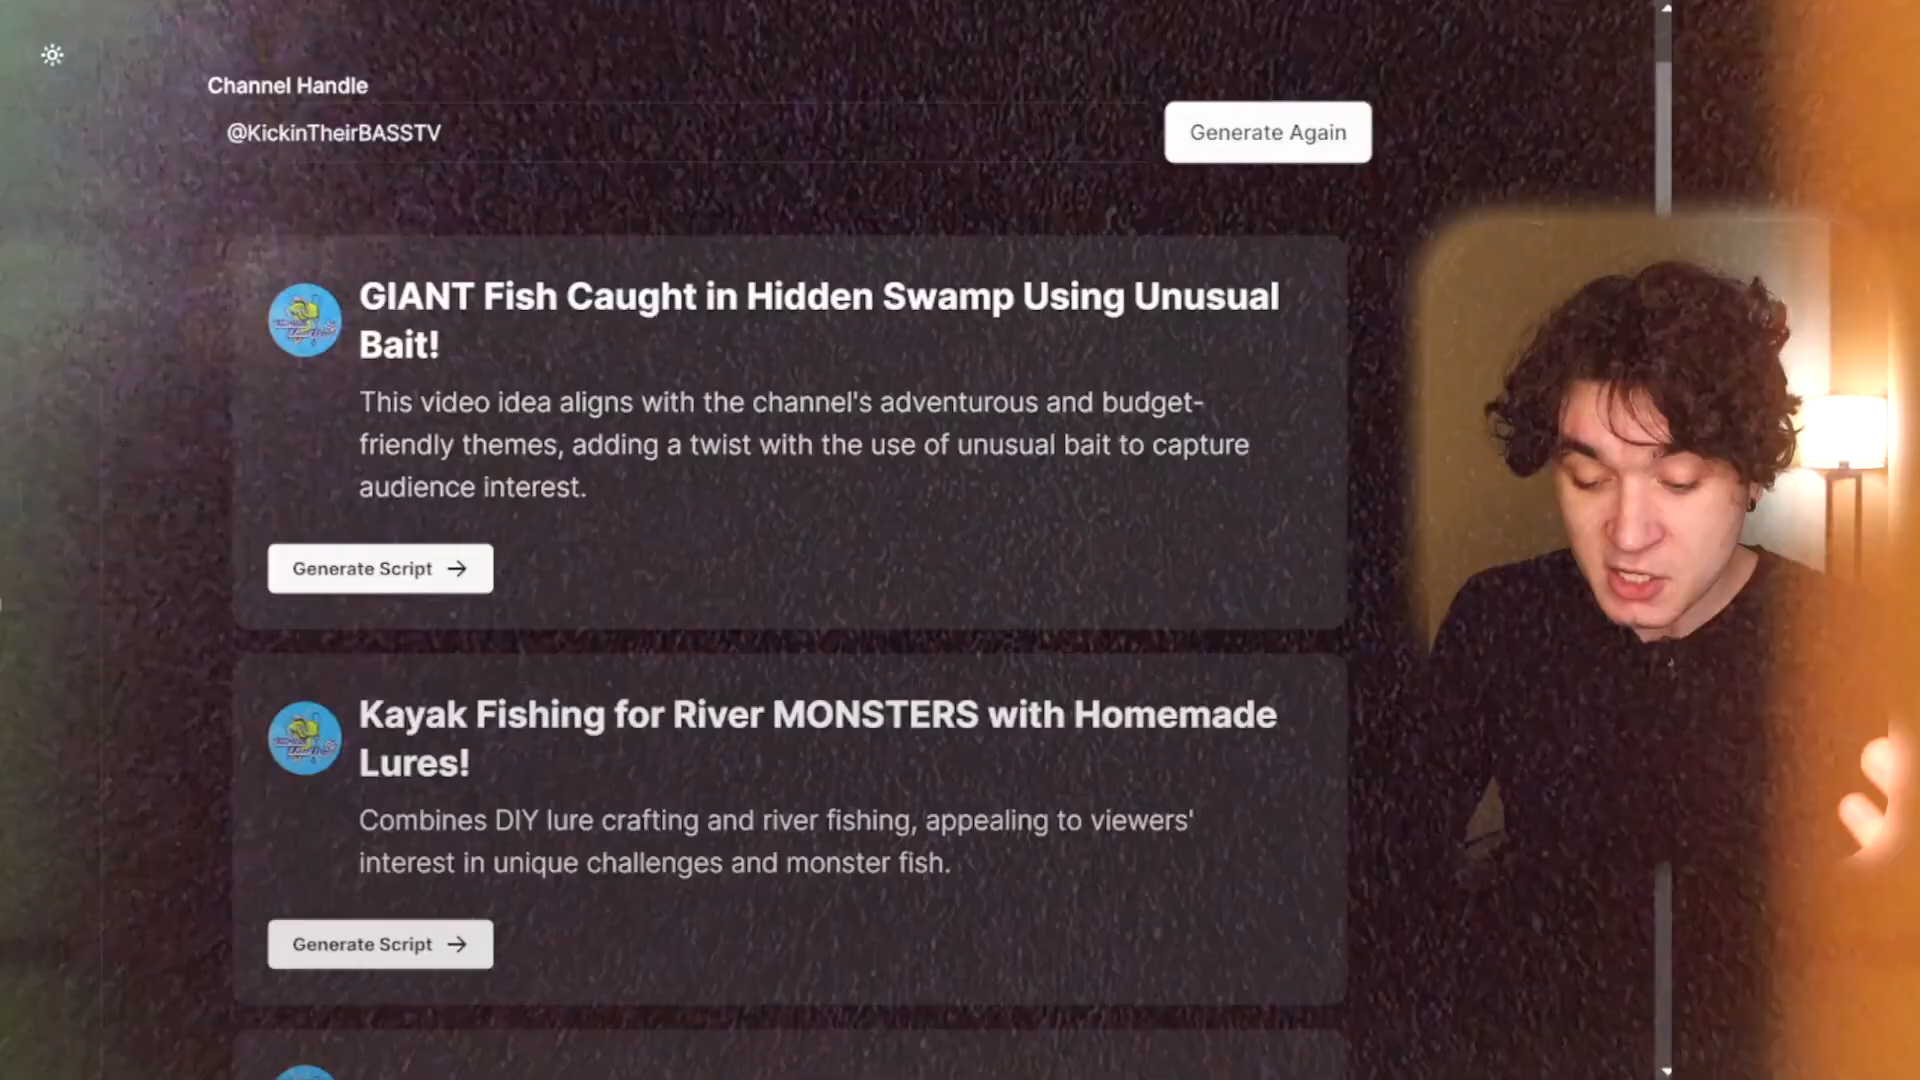 Channel Handle
@KickinTheirBASSTV
Generate Again
GIANT Fish Caught in Hidden Swamp Using Unusual
Bait!
This video idea aligns with the channel's adventurous and budget-
friendly themes, adding a twist with the use of unusual bait to capture
audience interest.
Generate Script
Kayak Fishing for River MONSTERS with Homemade
Lures!
Combines DIY lure crafting and river fishing, appealing to viewers'
interest in unique challenges and monster fish.
Generate Script